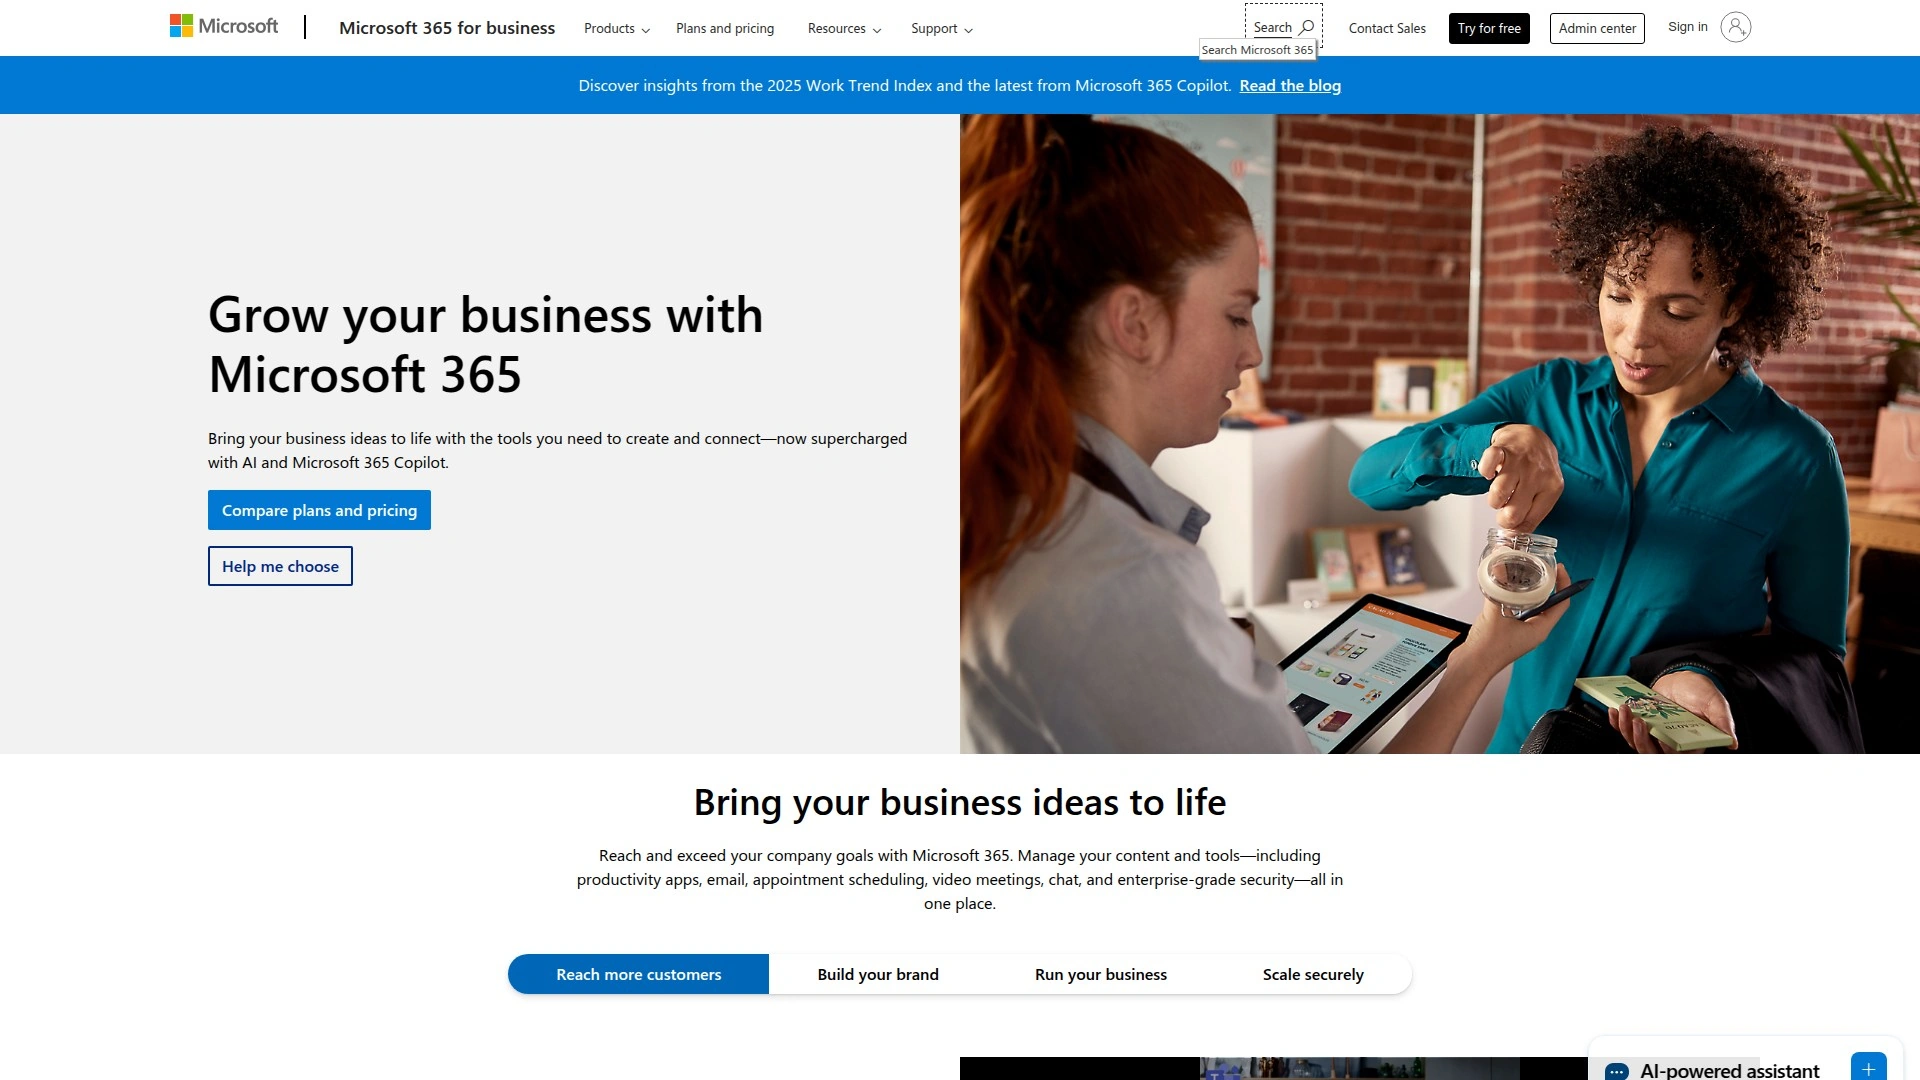 Microsoft
Microsoft 365 for business
Products
Plans and pricing
Resources
Support
Search
Contact Sales
Try for free
Admin center
Sign in
Search Microsoft 365
Discover insights from the 2025 Work Trend Index and the latest from Microsoft 365 Copilot. Read the blog
Grow your business with
Microsoft 365
Bring your business ideas to life with the tools you need to create and connect—now supercharged
with AI and Microsoft 365 Copilot.
Compare plans and pricing
Help me choose
Bring your business ideas to life
Reach and exceed your company goals with Microsoft 365. Manage your content and tools—including
productivity apps, email, appointment scheduling, video meetings, chat, and enterprise-grade security—all in
one place.
Reach more customers
Build your brand
Run your business
Scale securely
AI-powered assistant